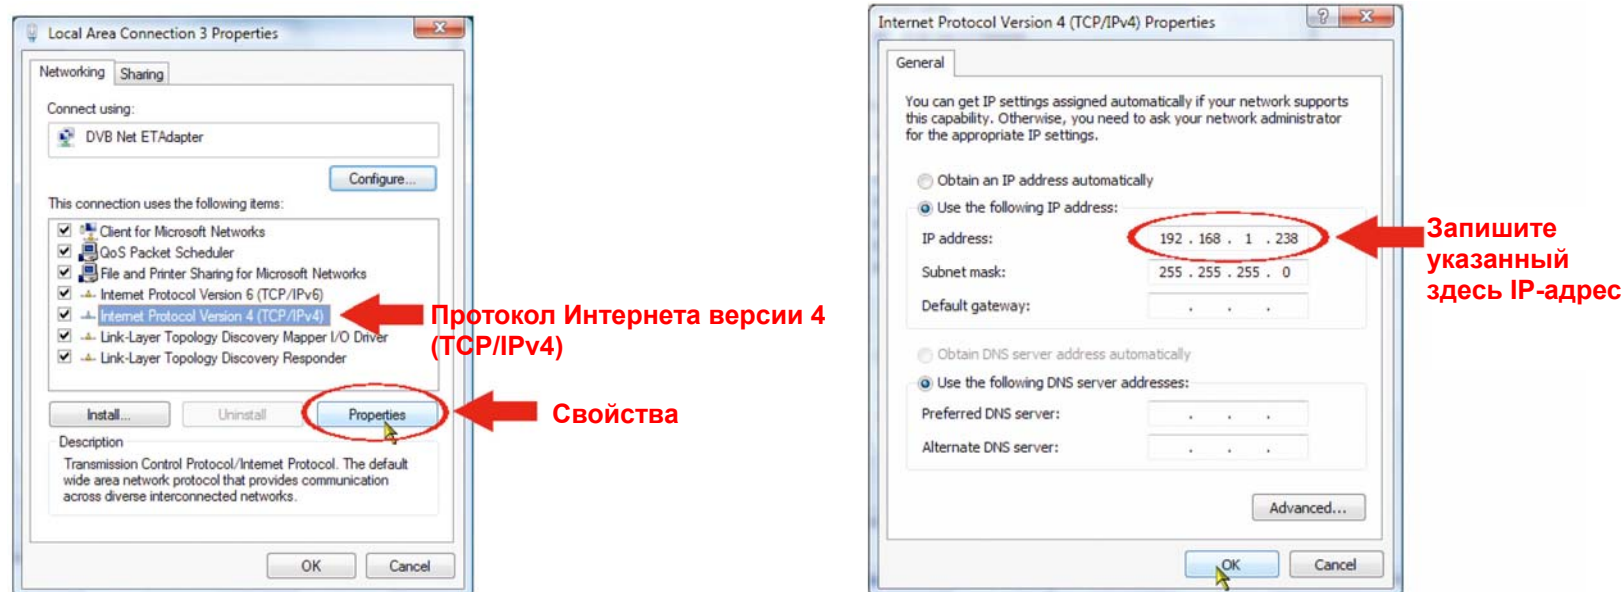 Local Area Connection 3 Properties
Networking
Sharing
Connect using:
DVB Net ETAdapter
Configure...
This connection uses the following items:
Client for Microsoft Networks
QoS Packet Scheduler
File and Printer Sharing for Microsoft Networks
Internet Protocol Version 6 (TCP/IPv6)
Internet Protocol Version 4 (TCP/IPv4)
Link-Layer Topology Discovery Mapper I/O Driver
Link-Layer Topology Discovery Responder
Протокол Интернета версии 4
(TCP/IPv4)
Install...
Uninstall
Properties
Свойства
Description
Transmission Control Protocol/Internet Protocol. The default
wide area network protocol that provides communication
across diverse interconnected networks.
OK
Cancel
Internet Protocol Version 4 (TCP/IPv4) Properties
General
You can get IP settings assigned automatically if your network supports
this capability. Otherwise, you need to ask your network administrator
for the appropriate IP settings.
Obtain an IP address automatically
Use the following IP address:
IP address:
192 . 168 . 1 . 238
Subnet mask:
255 . 255 . 255 . 0
Default gateway:
. . .
Запишите
указанный
здесь IP-адрес
Obtain DNS server address automatically
Use the following DNS server addresses:
Preferred DNS server:
. . .
Alternate DNS server:
. . .
Advanced...
OK
Cancel